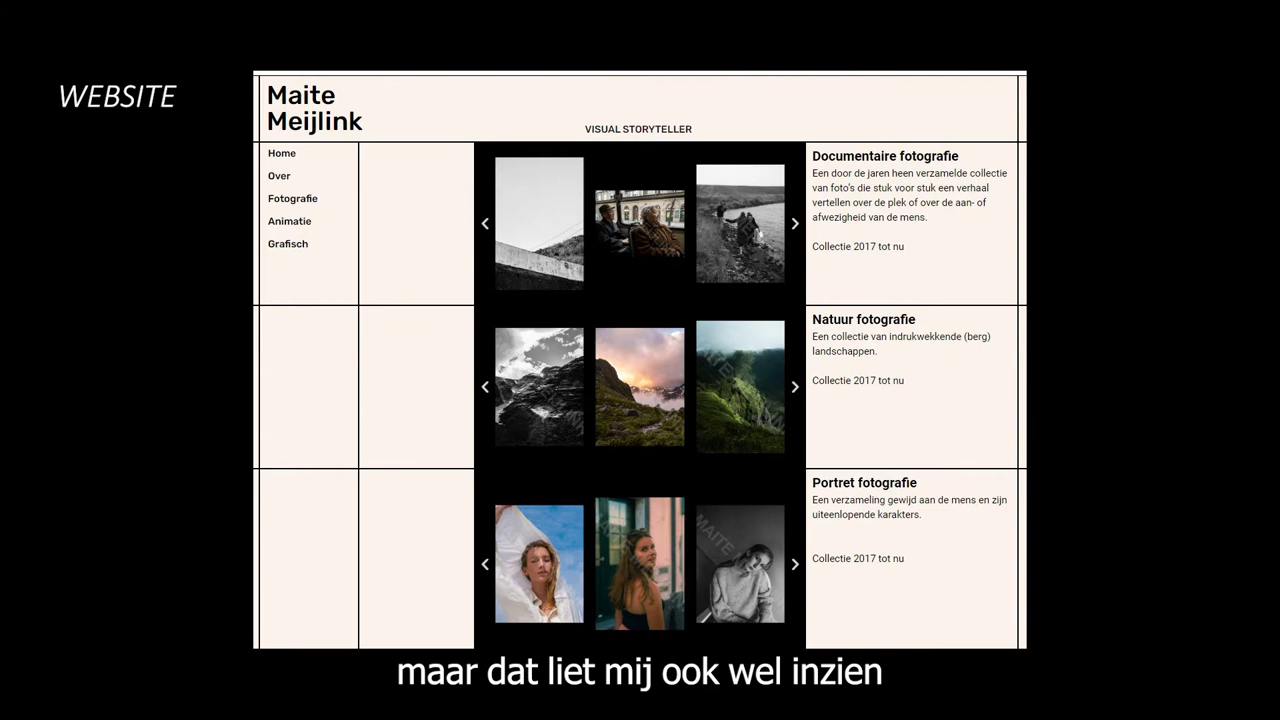 WEBSITE
Maite
Meijlink
VISUAL STORYTELLER
Home
Over
Fotografie
Animatie
Grafisch
Documentaire fotografie
Een door de jaren heen verzamelde collectie
van foto's die stuk voor stuk een verhaal
vertellen over de plek of over de aan- of
afwezigheid van de mens.
Collectie 2017 tot nu
Natuur fotografie
Een collectie van indrukwekkende (berg)
landschappen.
Collectie 2017 tot nu
Portret fotografie
Een verzameling gewijd aan de mens en zijn
uiteenlopende karakters.
Collectie 2017 tot nu
MAITE
maar dat liet mij ook wel inzien